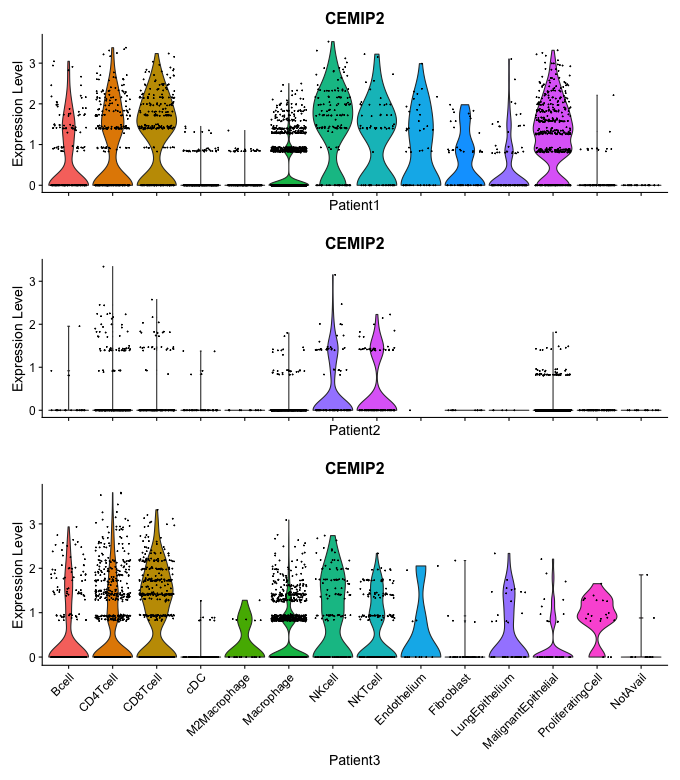 CEMIP2
Expression Level
3
2
1
0
Patient1
CEMIP2
Expression Level
3
2
1
0
Patient2
CEMIP2
Expression Level
3
2
1
0
Bcell
CD4Tcell
CD8Tcell
cDC
M2Macrophage
Macrophage
NKcell
NKTcell
Endothelium
Fibroblast
LungEpithelium
MalignantEpithelial
ProliferatingCell
NotAvail
Patient3